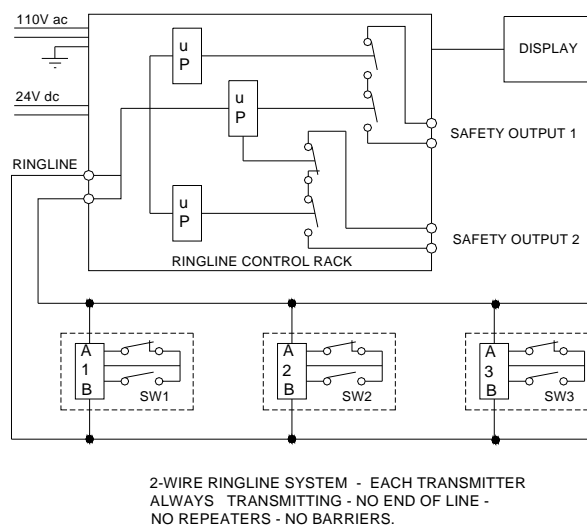 110V ac
24V dc
RINGLINE
u
P
u
P
u
P
DISPLAY
SAFETY OUTPUT 1
SAFETY OUTPUT 2
RINGLINE CONTROL RACK
A
1
B
SW1
A
2
B
SW2
A
3
B
SW3
2-WIRE RINGLINE SYSTEM - EACH TRANSMITTER
ALWAYS TRANSMITTING - NO END OF LINE -
NO REPEATERS - NO BARRIERS.